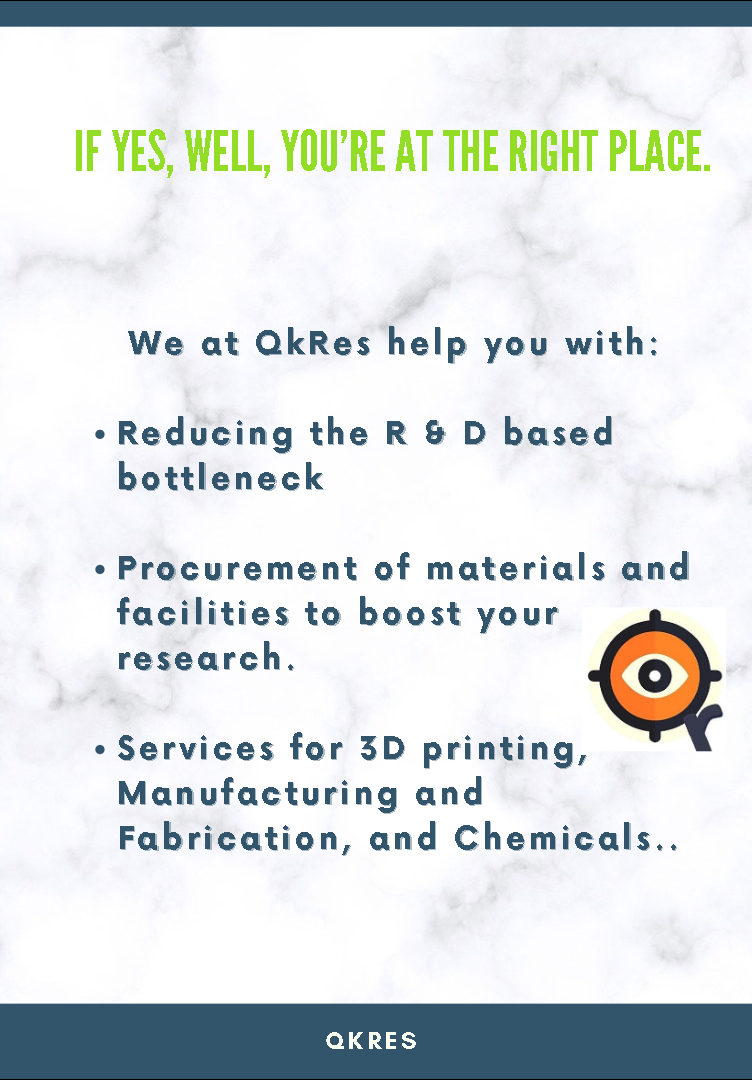 IF YES, WELL, YOU'RE AT THE RIGHT PLACE.
We at QkRes help you with:
• Reducing the R & D based
bottleneck
• Procurement of materials and
facilities to boost your
research.
• Services for 3D printing,
Manufacturing and
Fabrication, and Chemicals..
r
QKRES